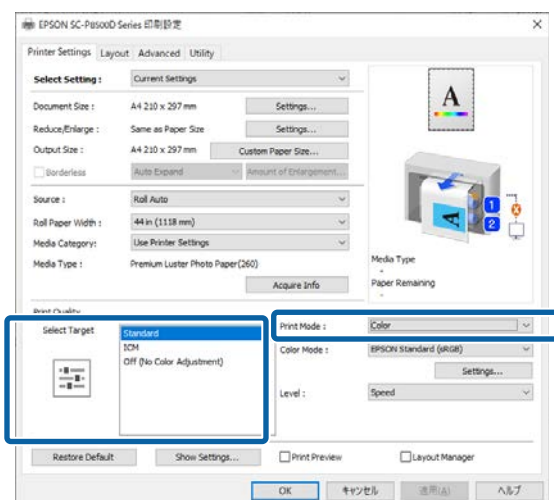 EPSON SC-P8500D Series 印刷設定
Printer Settings Layout Advanced Utility
Select Setting : Current Settings
Document Size : A4 210 x 297 mm Settings...
Reduce/Enlarge : Same as Paper Size Settings...
Output Size : A4 210 x 297 mm Custom Paper Size...
Borderless Auto Expand Amount of Enlargement...
Source : Roll Auto
Roll Paper Width : 44 in (1118 mm)
Media Category: Use Printer Settings
Media Type : Premium Luster Photo Paper(260)
Acquire Info
A
1
2
Media Type
-
Paper Remaining
-
Print Quality
Select Target
Standard
ICM
Off (No Color Adjustment)
Print Mode : Color
Color Mode : EPSON Standard (sRGB)
Settings...
Level : Speed
Restore Default Show Settings... Print Preview Layout Manager
OK キャンセル 適用(A) ヘルプ